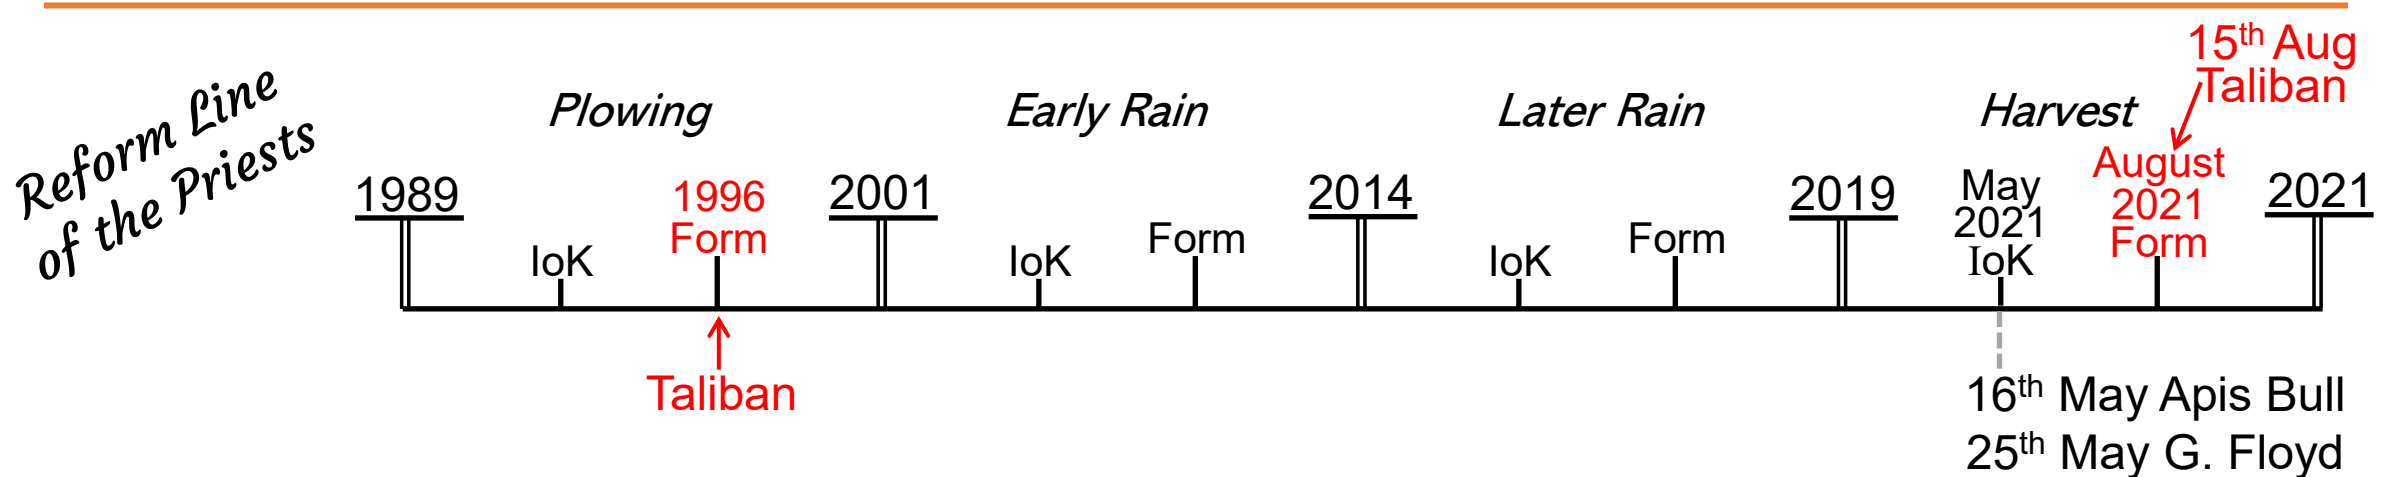 Reform Line
of the Priests
Plowing
Early Rain
Later Rain
Harvest
15th Aug
Taliban
1989
IoK
1996
Form
2001
IoK
Form
2014
IoK
Form
2019
May
2021
IoK
August
2021
Form
2021
Taliban
16th May Apis Bull
25th May G. Floyd